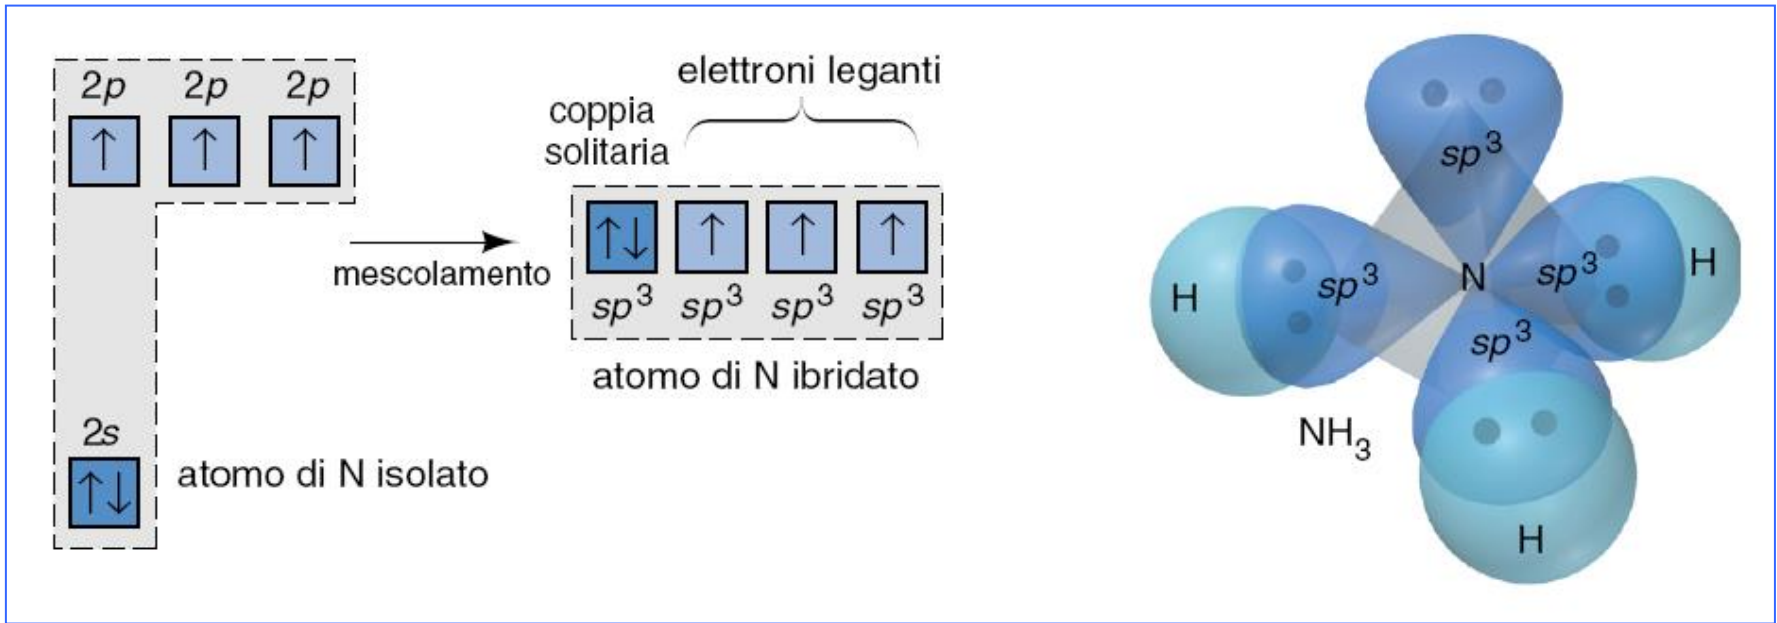 2p 2p 2p
↑ ↑ ↑
2s
↑↓
atomo di N isolato
mescolamento
elettroni leganti
coppia
solitaria
↑↓ ↑ ↑ ↑
sp³ sp³ sp³ sp³
atomo di N ibridato
sp³
H sp³ N sp³ H
sp³
NH₃
H